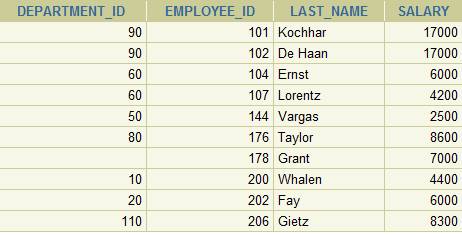 DEPARTMENT_ID EMPLOYEE_ID LAST_NAME SALARY
90 101 Kochhar 17000
90 102 De Haan 17000
60 104 Ernst 6000
60 107 Lorentz 4200
50 144 Vargas 2500
80 176 Taylor 8600
178 Grant 7000
10 200 Whalen 4400
20 202 Fay 6000
110 206 Gietz 8300